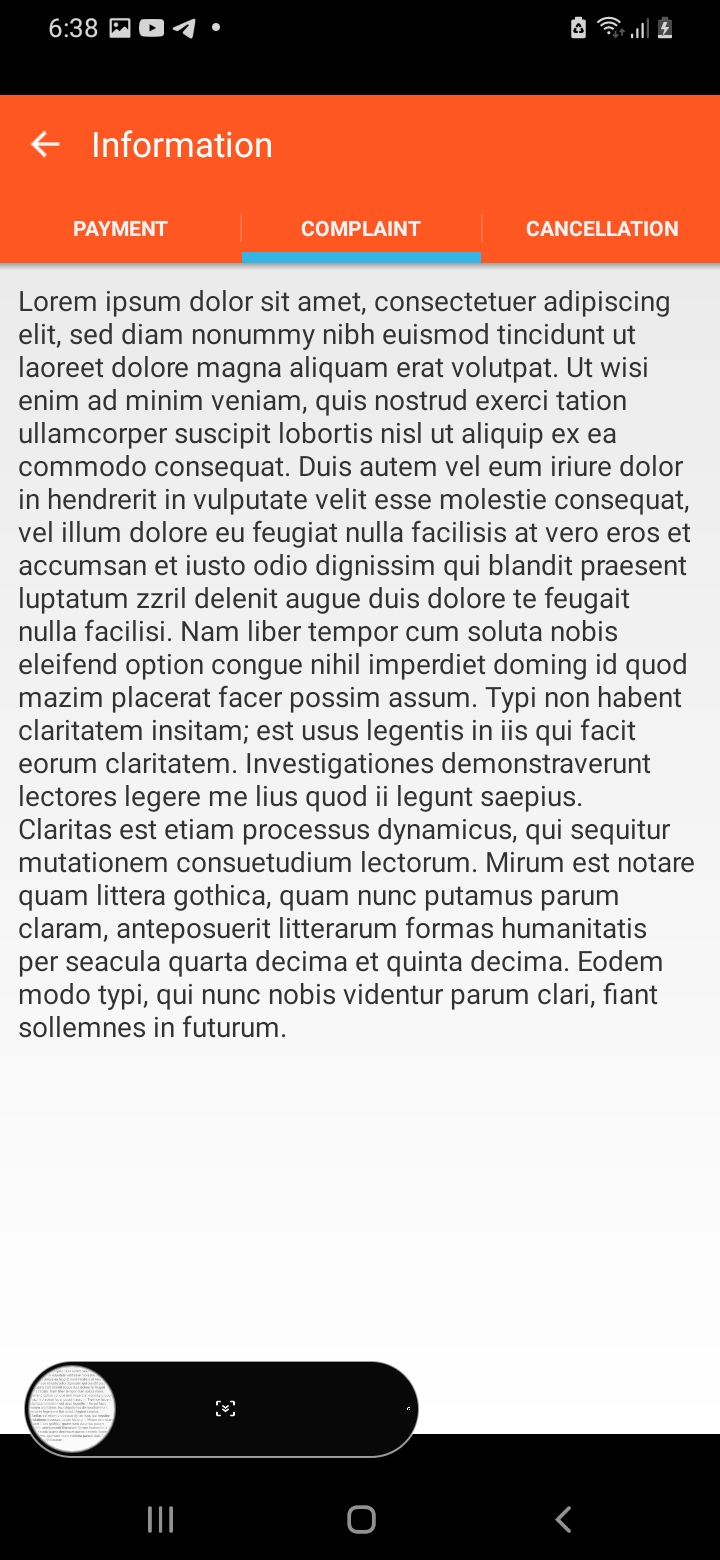 6:38
Information
PAYMENT
COMPLAINT
CANCELLATION
Lorem ipsum dolor sit amet, consectetuer adipiscing
elit, sed diam nonummy nibh euismod tincidunt ut
laoreet dolore magna aliquam erat volutpat. Ut wisi
enim ad minim veniam, quis nostrud exerci tation
ullamcorper suscipit lobortis nisl ut aliquip ex ea
commodo consequat. Duis autem vel eum iriure dolor
in hendrerit in vulputate velit esse molestie consequat,
vel illum dolore eu feugiat nulla facilisis at vero eros et
accumsan et iusto odio dignissim qui blandit praesent
luptatum zzril delenit augue duis dolore te feugait
nulla facilisi. Nam liber tempor cum soluta nobis
eleifend option congue nihil imperdiet doming id quod
mazim placerat facer possim assum. Typi non habent
claritatem insitam; est usus legentis in iis qui facit
eorum claritatem. Investigationes demonstraverunt
lectores legere me lius quod ii legunt saepius.
Claritas est etiam processus dynamicus, qui sequitur
mutationem consuetudium lectorum. Mirum est notare
quam littera gothica, quam nunc putamus parum
claram, anteposuerit litterarum formas humanitatis
per seacula quarta decima et quinta decima. Eodem
modo typi, qui nunc nobis videntur parum clari, fiant
sollemnes in futurum.